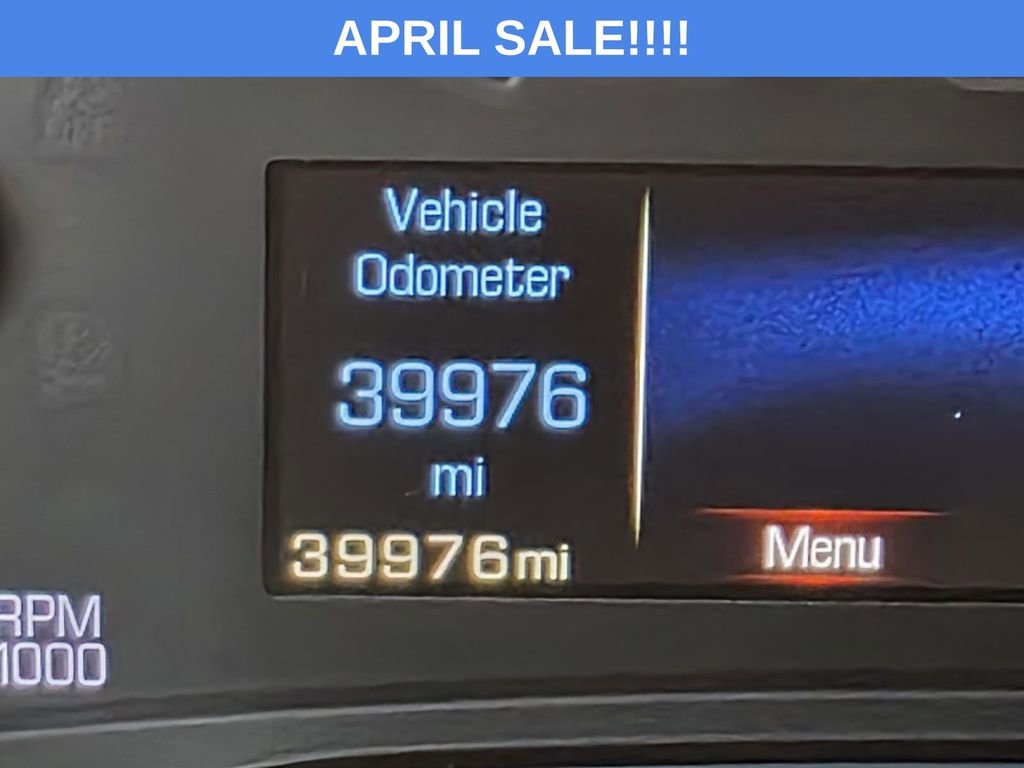 APRIL SALE!!!!
Vehicle
Odometer
39976
mi
39976mi
Menu
RPM
1000